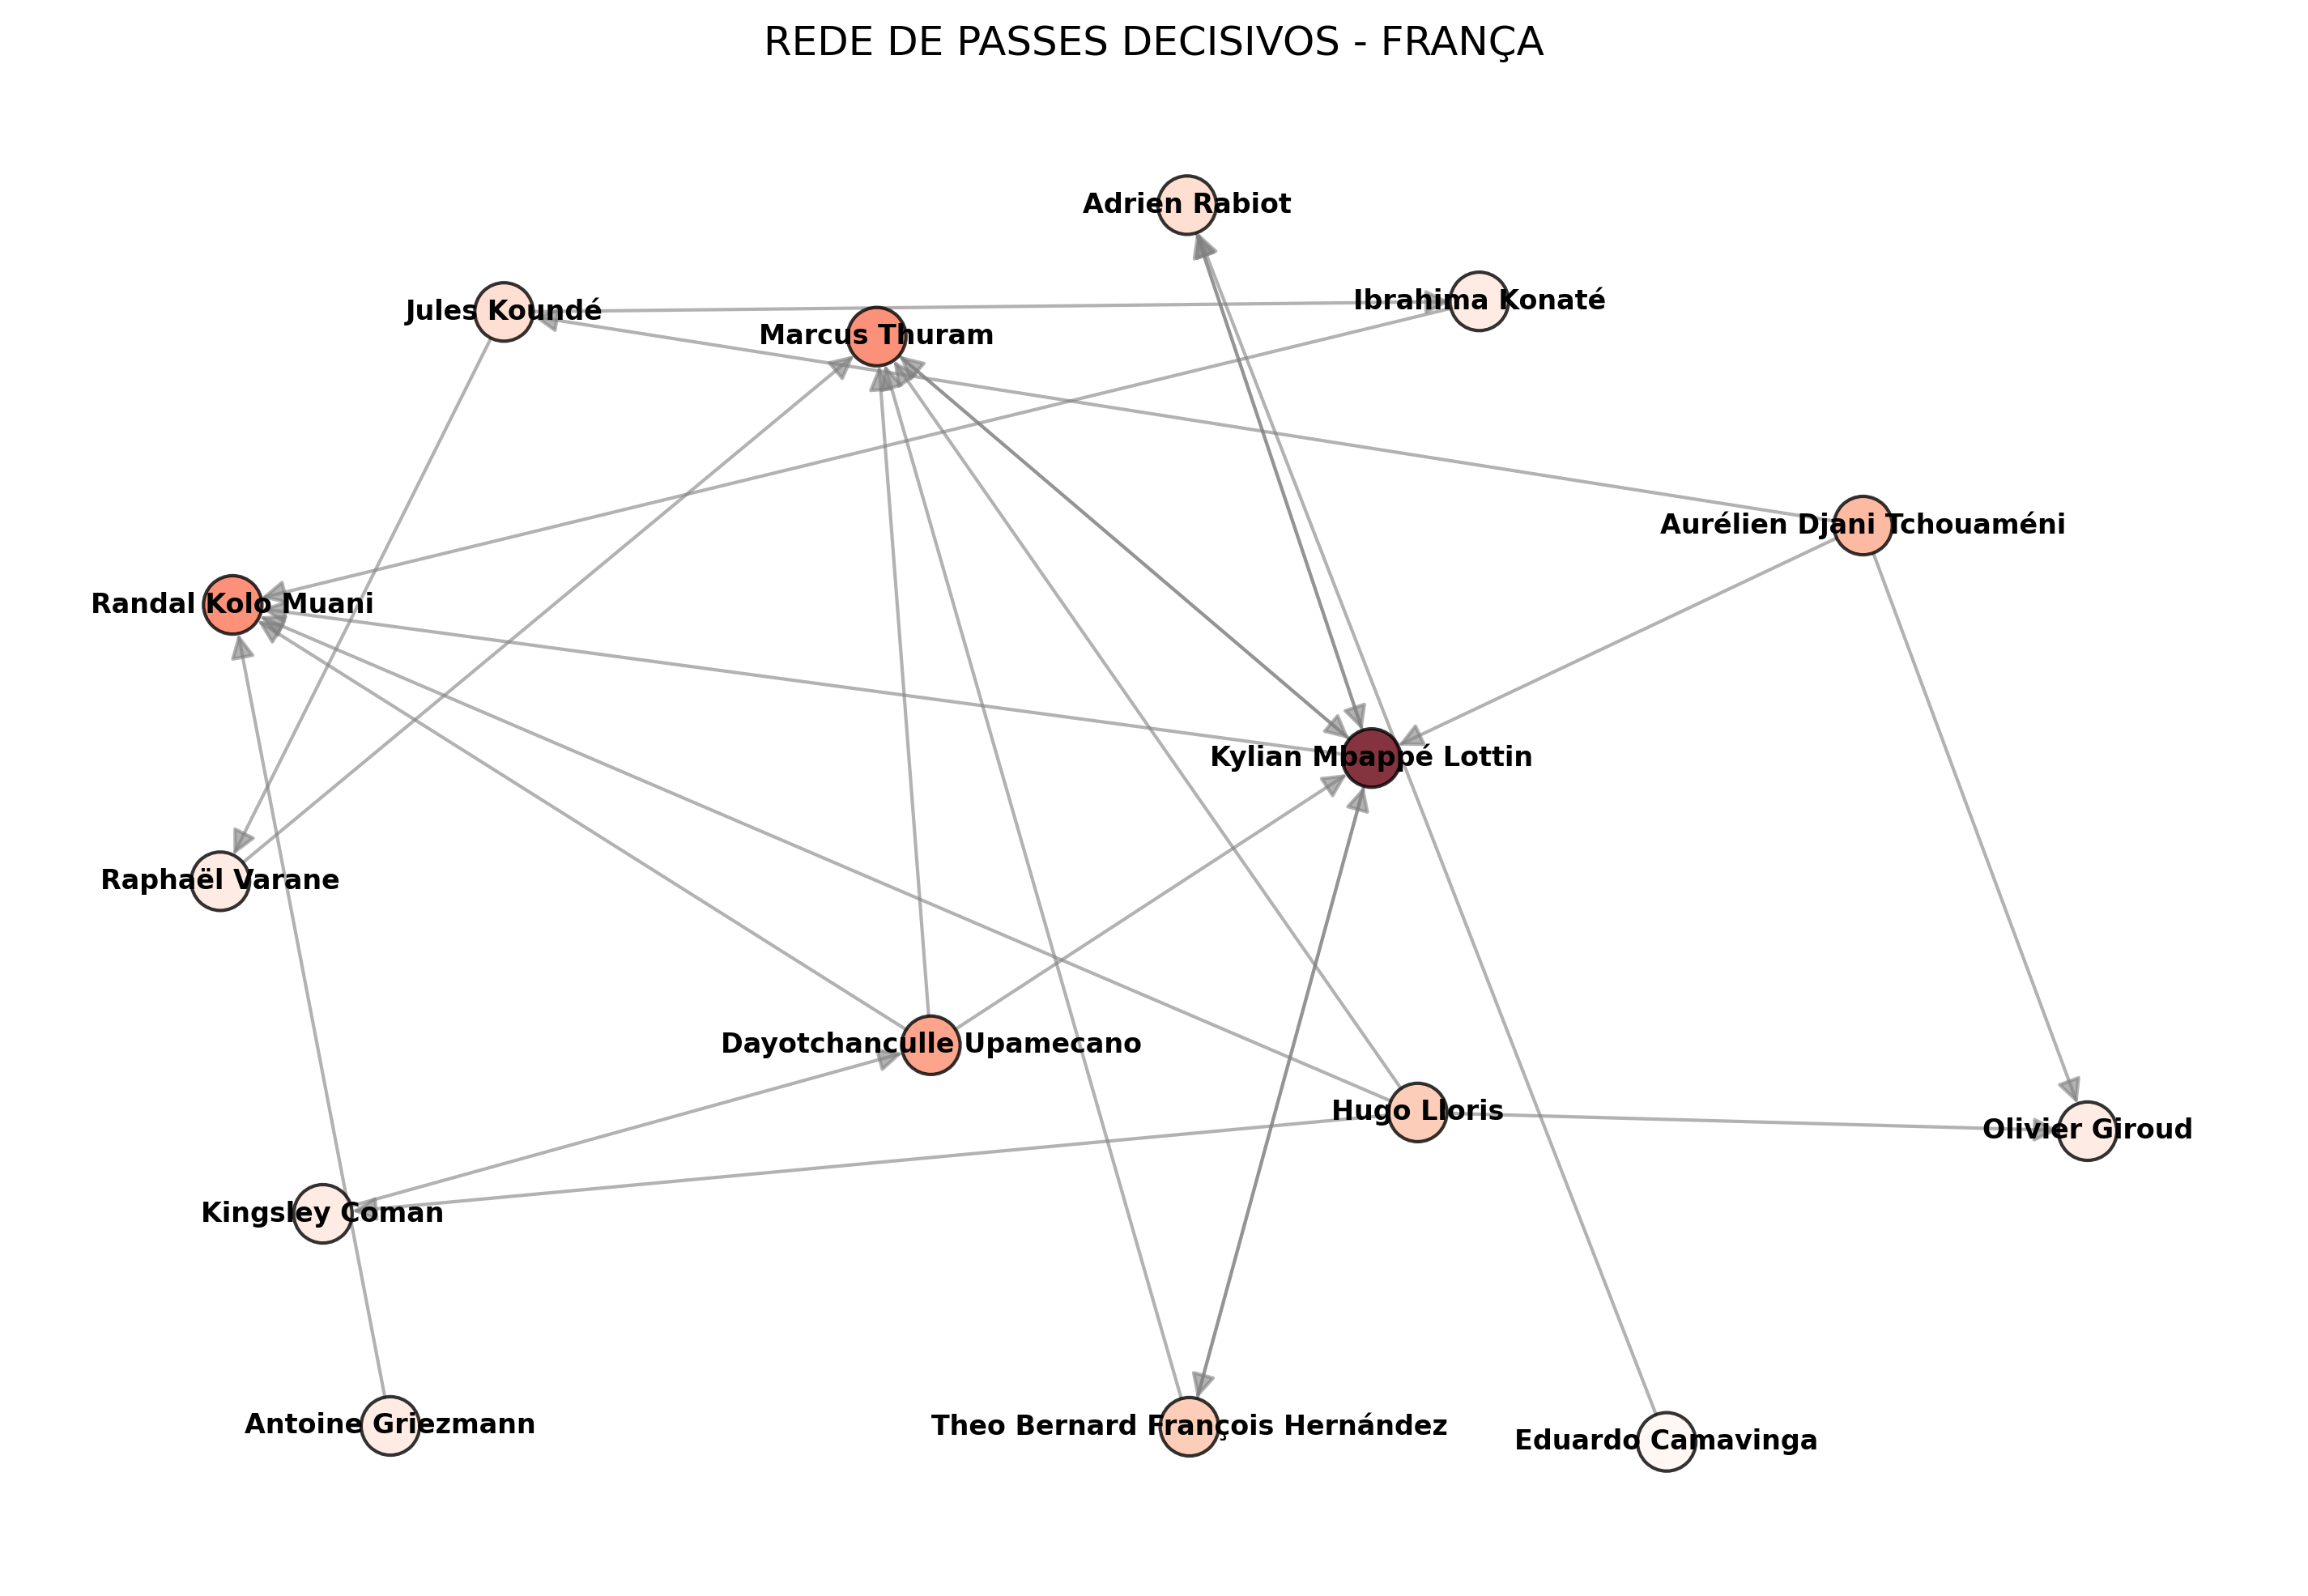 REDE DE PASSES DECISIVOS - FRANÇA
Adrien Rabiot
Ibrahima Konaté
Jules Koundé
Marcus Thuram
Aurélien Djani Tchouaméni
Randal Kolo Muani
Kylian Mbappé Lottin
Raphaël Varane
Dayotchanculle Upamecano
Hugo Lloris
Olivier Giroud
Kingsley Coman
Antoine Griezmann
Theo Bernard François Hernández
Eduardo Camavinga